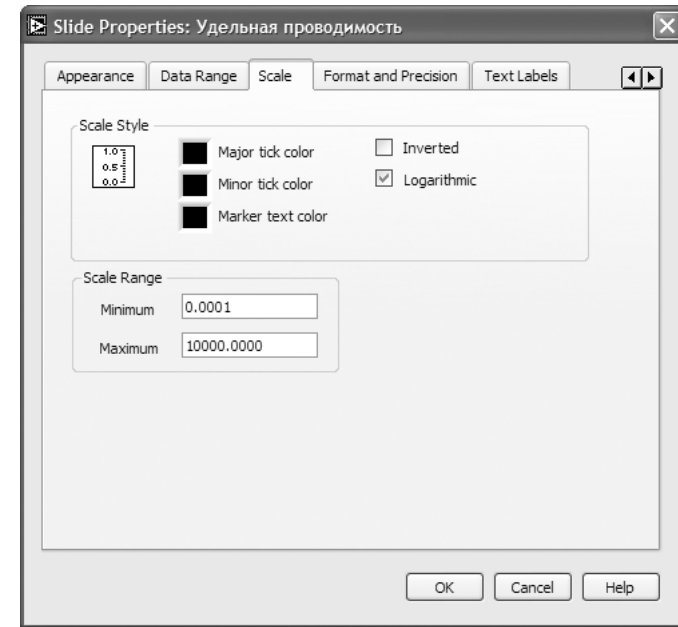 Slide Properties: Удельная проводимость
Appearance Data Range Scale Format and Precision Text Labels
Scale Style
1.0
0.5
0.0
Major tick color
Minor tick color
Marker text color
Inverted
Logarithmic
Scale Range
Minimum 0.0001
Maximum 10000.0000
OK Cancel Help